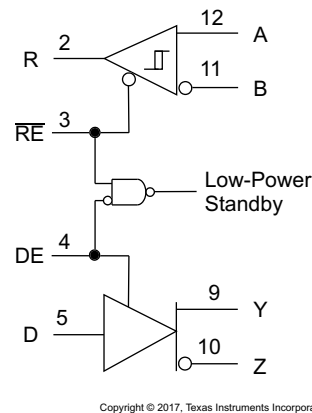 12
A
2
R
11
B
3
RE
Low-Power
Standby
4
DE
9
Y
5
D
10
Z
Copyright © 2017, Texas Instruments Incorpora